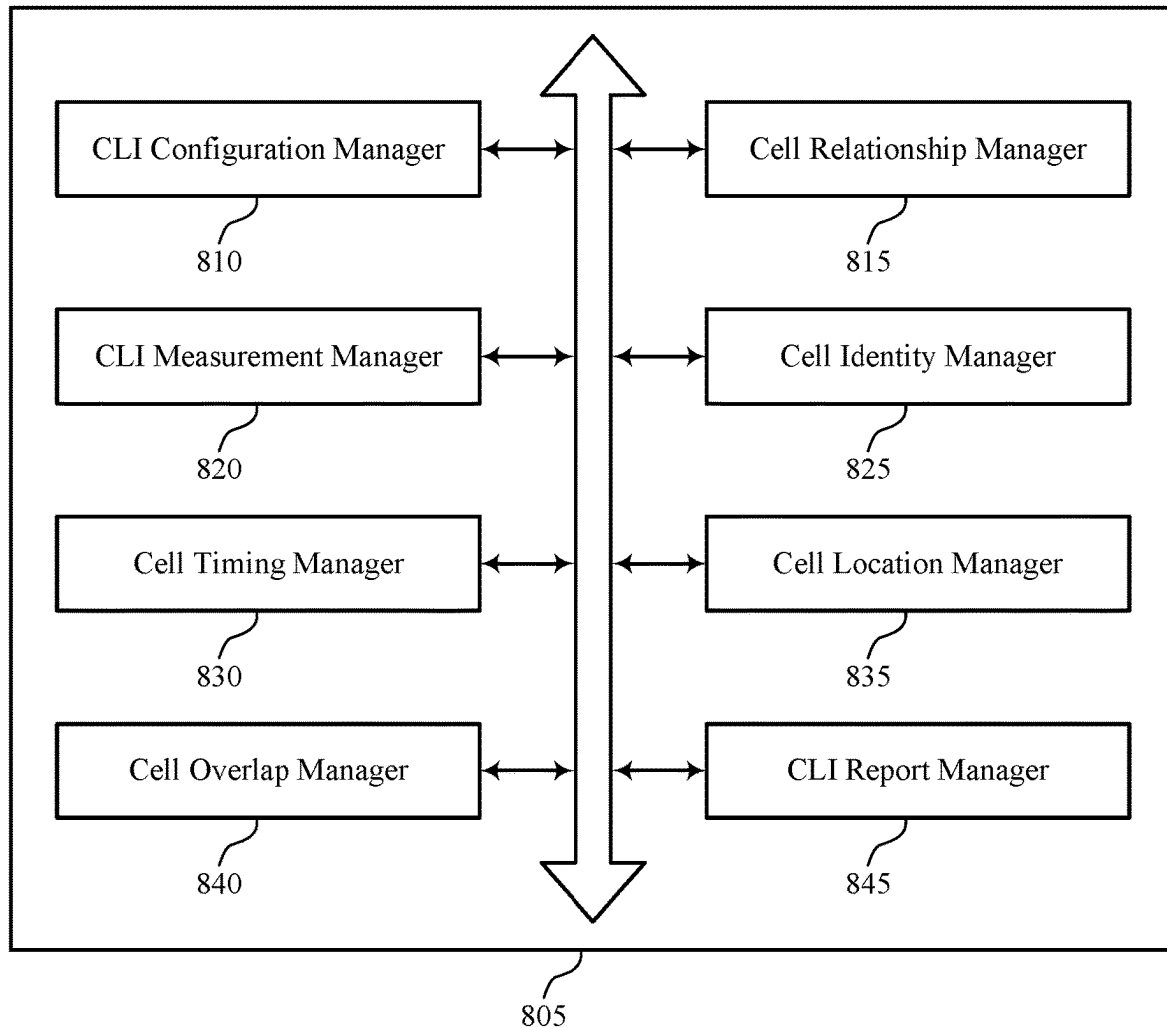 CLI Configuration Manager
810
Cell Relationship Manager
815
CLI Measurement Manager
820
Cell Identity Manager
825
Cell Timing Manager
830
Cell Location Manager
835
Cell Overlap Manager
840
CLI Report Manager
845
805